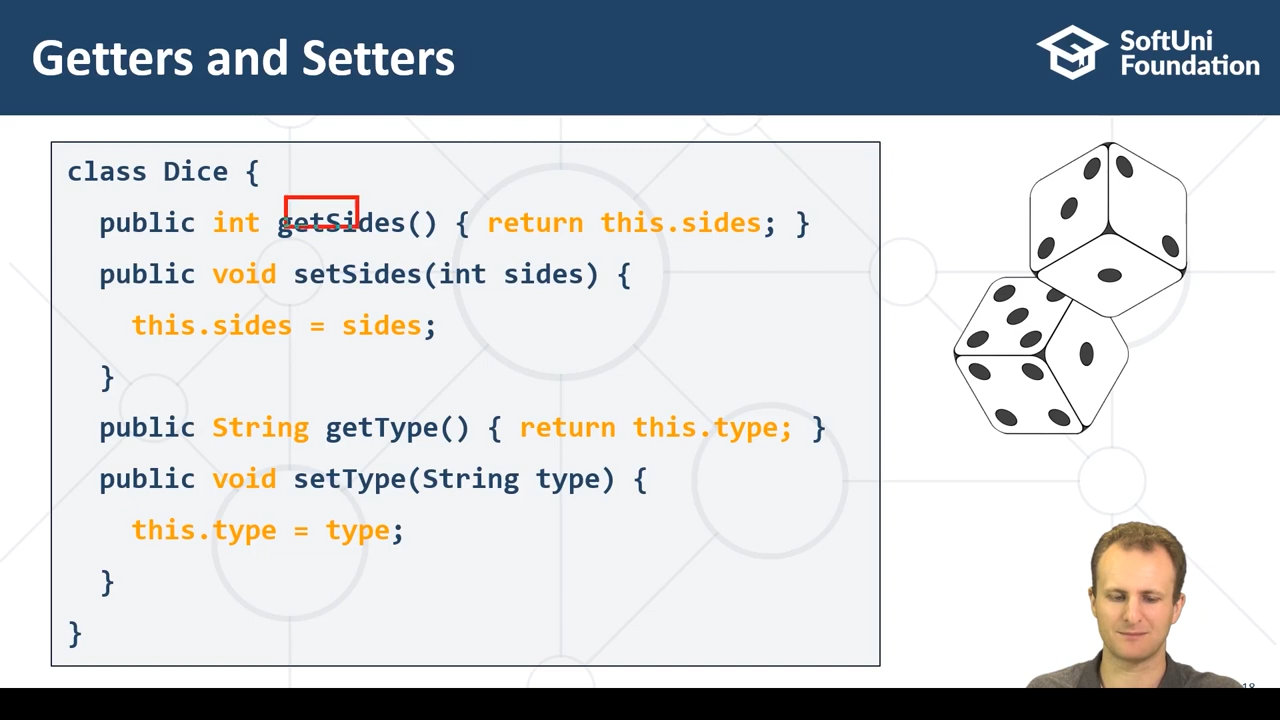 Getters and Setters
SoftUni
Foundation
class Dice {
public int getSides() { return this.sides; }
public void setSides(int sides) {
this.sides = sides;
}
public String getType() { return this.type; }
public void setType(String type) {
this.type = type;
}
}
18